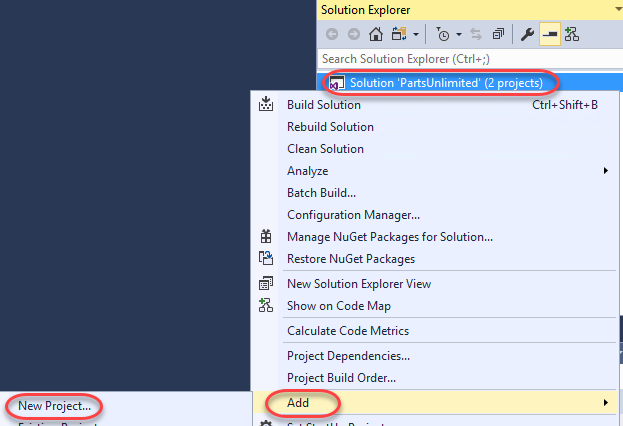 Solution Explorer
Search Solution Explorer (Ctrl+;)
Solution 'PartsUnlimited' (2 projects)
Build Solution Ctrl+Shift+B
Rebuild Solution
Clean Solution
Analyze
Batch Build...
Configuration Manager...
Manage NuGet Packages for Solution...
Restore NuGet Packages
New Solution Explorer View
Show on Code Map
Calculate Code Metrics
Project Dependencies...
Project Build Order...
New Project... Add